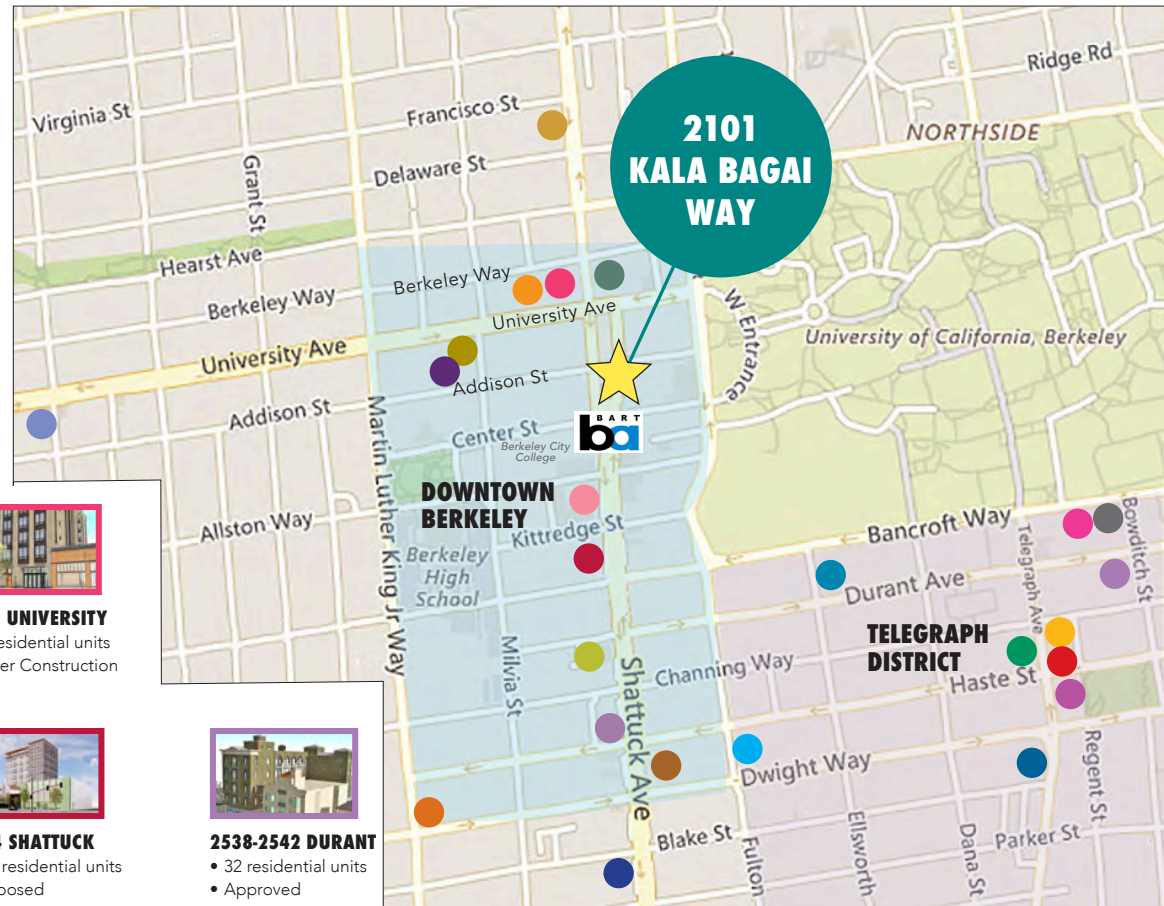 Ridge Rd
Francisco St
Virginia St
2101
KALA BAGAI
WAY
NORTHSIDE
Delaware St
Grant St
Hearst Ave
Berkeley Way
Berkeley Way
University Ave
W Entrance
University of California, Berkeley
University Ave
Addison St
Addison St
BART
ba
Center St
Berkeley City
College
Martin Luther King Jr Way
DOWNTOWN
BERKELEY
Allston Way
Kittredge St
Bancroft Way
Bowditch St
Telegraph Ave
Berkeley
High
School
Durant Ave
UNIVERSITY
residential units
er Construction
TELEGRAPH
DISTRICT
Milvia St
Shattuck Ave
Channing Way
Haste St
Dwight Way
Regent St
SHATTUCK
residential units
posed
2538-2542 DURANT
• 32 residential units
• Approved
Blake St
Fulton
Ellsworth
Dana St
Parker St